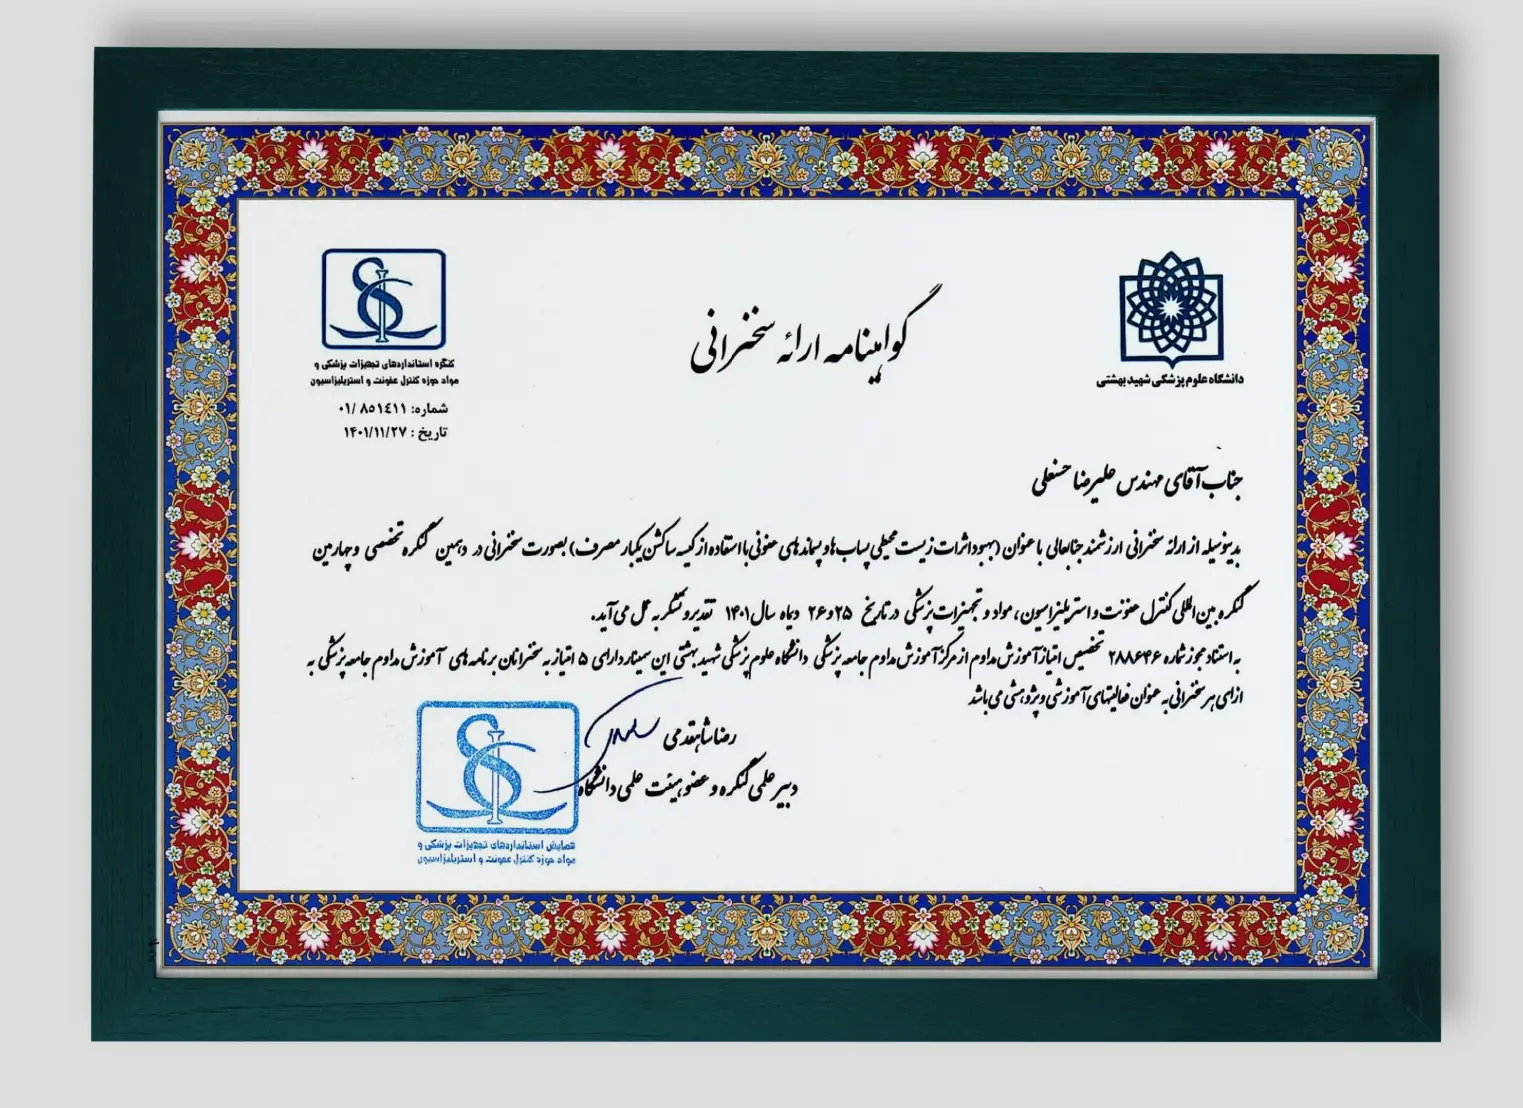 گواهینامه ارائه سخنرانی
دانشگاه علوم پزشکی شهید بهشتی
کنگره استانداردهای تجهیزات پزشکی و
مواد حوزه کنترل عفونت و استریلیزاسیون
شماره: ۰۱/ ۸۵۱٤۱۱
تاریخ : ۱۴۰۱/۱۱/۲۷
جناب آقای مهندس علیرضا حسنعلی
بدینوسیله از ارائه سخنرانی ارزشمند جنابعالی با عنوان (بهبود اثرات زیست محیطی پساب ها و پسماندهای عفونی با استفاده از کیسه ساکشن یکبار مصرف) بصورت سخنرانی در دهمین کنگره تخصصی و چهارمین
کنگره بین المللی کنترل عفونت و استریلیزاسیون، مواد و تجهیزات پزشکی در تاریخ ۲۵ و ۲۶ دیماه سال ۱۴۰۱ تقدیر و تشکر به عمل می آید.
به استناد مجوز شماره ۲۸۸۶۴۶ تخصیص امتیاز آموزش مداوم از مرکز آموزش مداوم جامعه پزشکی دانشگاه علوم پزشکی شهید بهشتی این سمینار دارای ۵ امتیاز به سخنرانان برنامه های آموزش مداوم جامعه پزشکی به
ازای هر سخنرانی به عنوان فعالیتهای آموزشی و پژوهشی می باشد
رضا شاهقدمی
دبیر علمی کنگره و عضو هیئت علمی دانشگاه
همایش استانداردهای تجهیزات پزشکی و
مواد حوزه کنترل عفونت و استریلیزاسیون